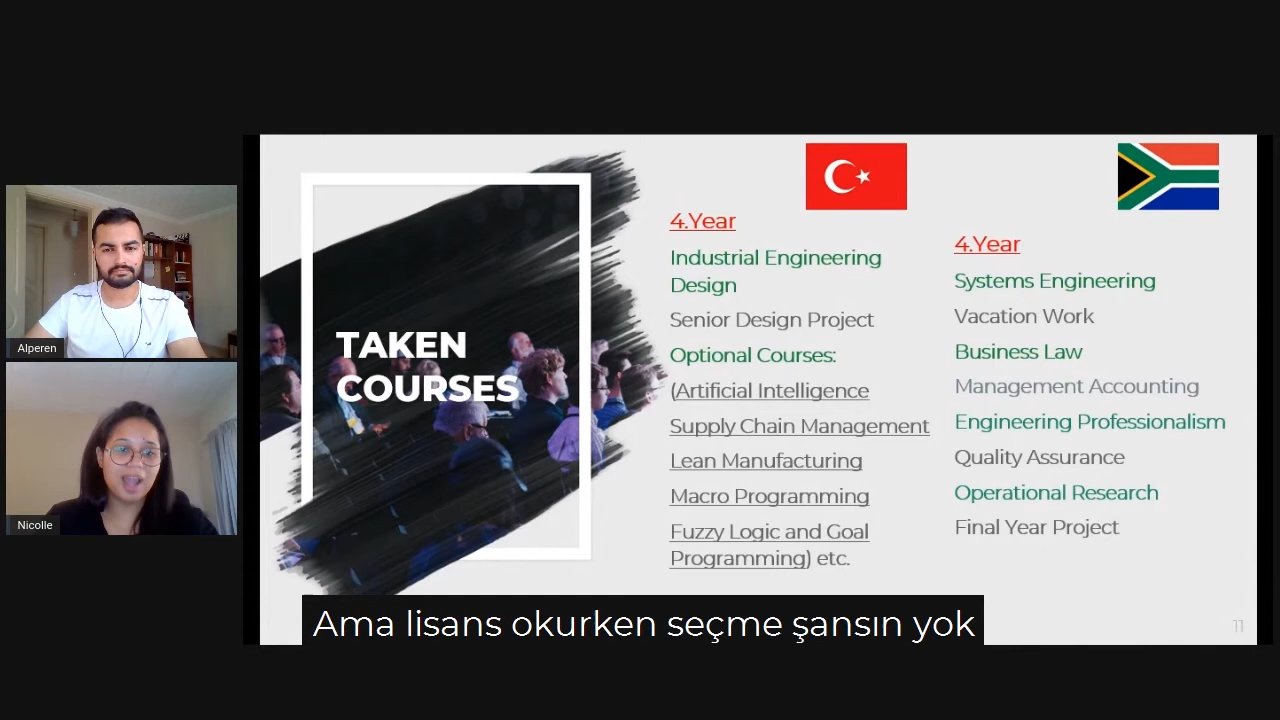 Alperen
Nicolle
TAKEN
COURSES
4.Year
Industrial Engineering
Design
Senior Design Project
Optional Courses:
(Artificial Intelligence
Supply Chain Management
Lean Manufacturing
Macro Programming
Fuzzy Logic and Goal
Programming) etc.
4.Year
Systems Engineering
Vacation Work
Business Law
Management Accounting
Engineering Professionalism
Quality Assurance
Operational Research
Final Year Project
Ama lisans okurken seçme şansın yok
11